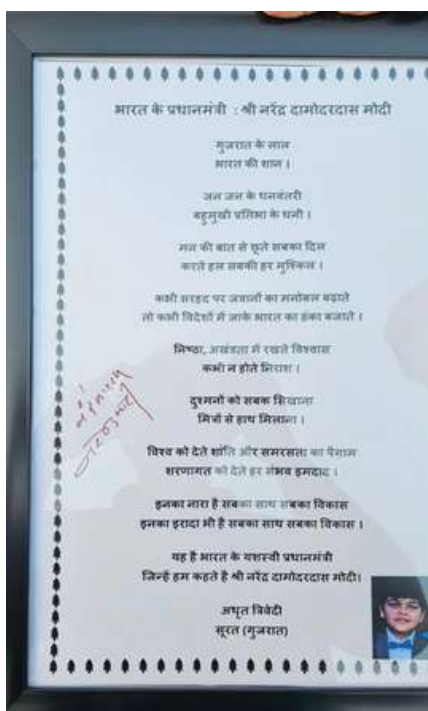 भारत के प्रधानमंत्री : श्री नरेंद्र दामोदरदास मोदी
गुजरात के लाल
भारत की शान ।
जन जन के धनवंतरी
बहुमुखी प्रतिभा के धनी ।
मन की बात से छूते सबका दिल
करते हल सबकी हर मुश्किल ।
कभी सरहद पर जवानों का मनोबल बढ़ाते
तो कभी विदेशों में जाके भारत का डंका बजाते ।
निष्ठा, अखंडता में रखते विश्वास
कभी न होते निराश ।
दुश्मनों को सबक सिखाना
मित्रों से हाथ मिलाना ।
विश्व को देते शांति और समरसता का पैगाम
शरणागत को देते हर संभव इमदाद ।
इनका नारा है सबका साथ सबका विकास
इनका इरादा भी है सबका साथ सबका विकास ।
यह है भारत के यशस्वी प्रधानमंत्री
जिन्हें हम कहते है श्री नरेंद्र दामोदरदास मोदी।
अधृत त्रिवेदी
सूरत (गुजरात)